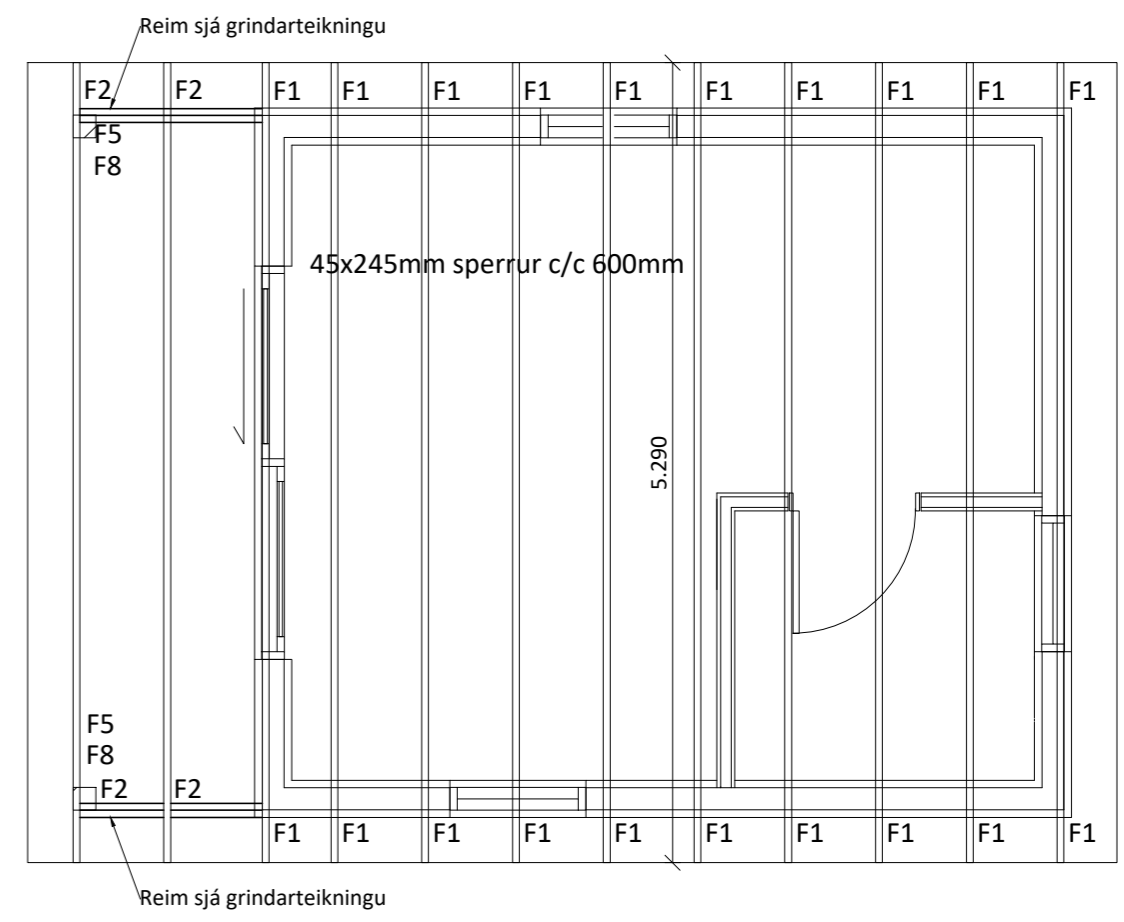 Reim sjá grindarteikningu
F2 F2 F1 F1 F1 F1 F1 F1 F1 F1 F1 F1
F5
F8
45x245mm sperrur c/c 600mm
5.290
F5
F8
F2 F2
F1 F1 F1 F1 F1 F1 F1 F1 F1 F1
Reim sjá grindarteikningu